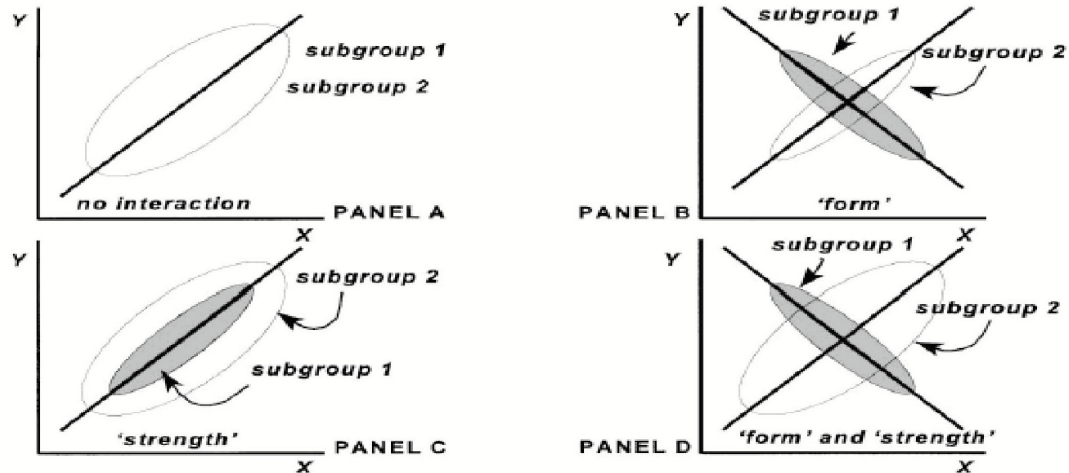 Y
subgroup 1
subgroup 2
no interaction
PANEL A
X
Y
subgroup 1
subgroup 2
PANEL B
'form'
X
Y
subgroup 2
subgroup 1
'strength'
PANEL C
X
Y
subgroup 1
subgroup 2
PANEL D
'form' and 'strength'
X